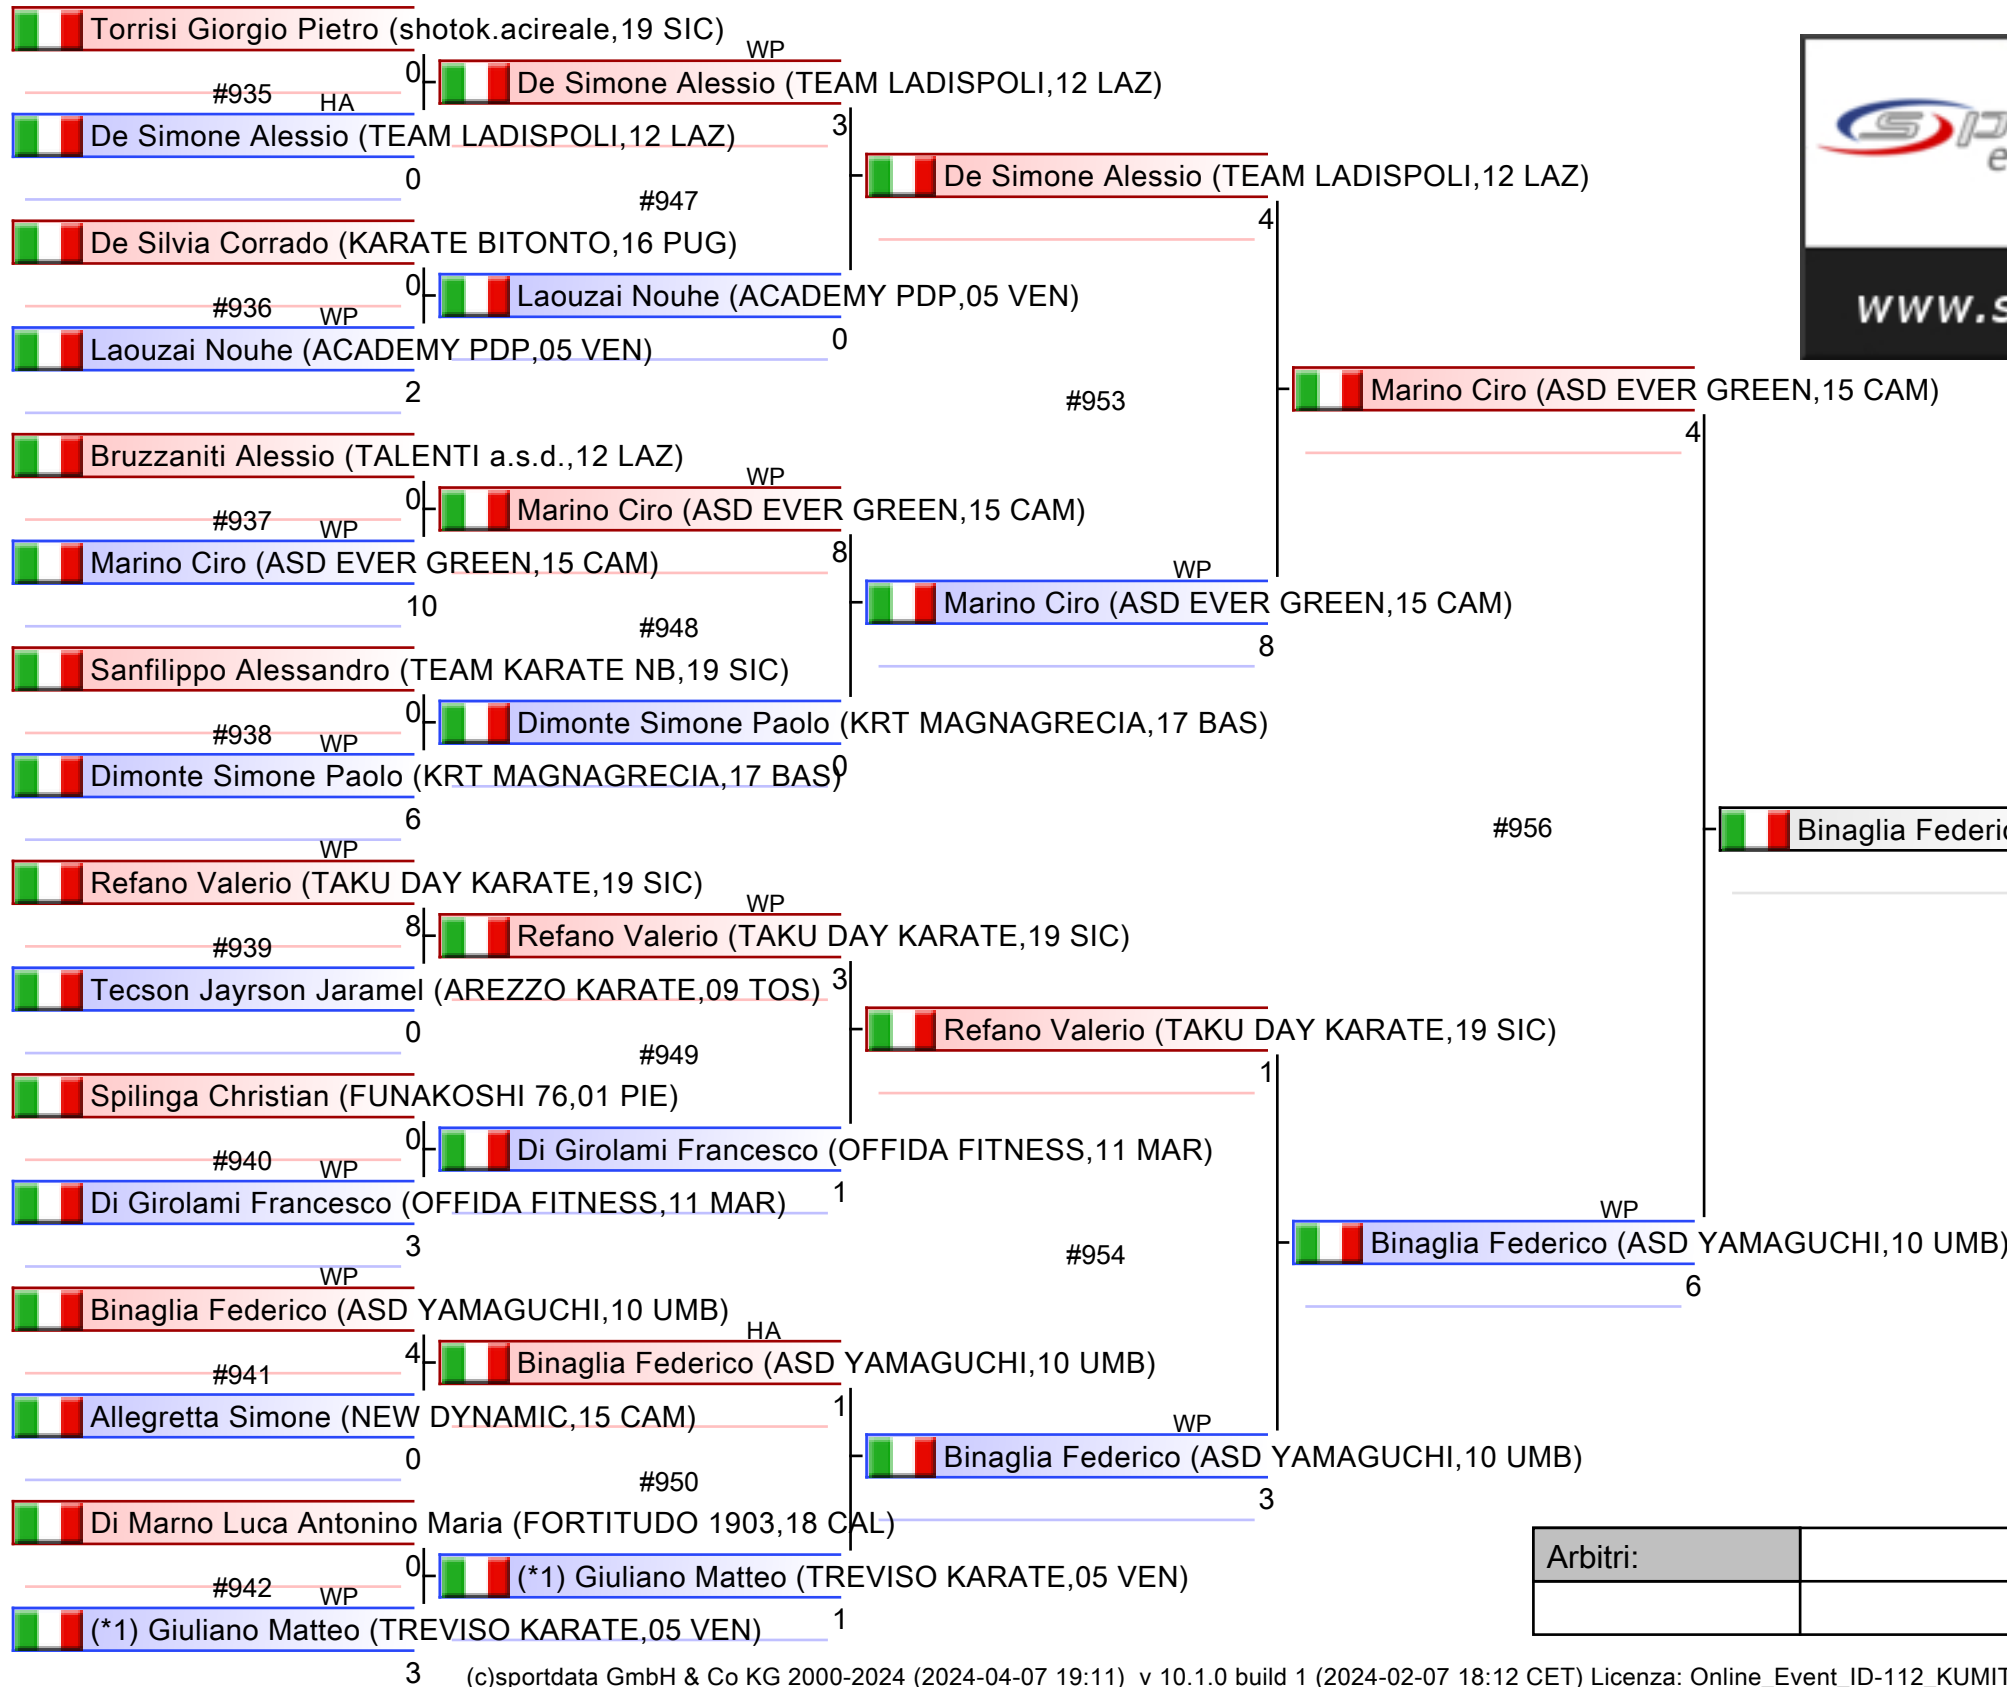 Torrisi Giorgio Pietro (shotok.acireale,19 SIC)
0
#935
HA
De Simone Alessio (TEAM LADISPOLI,12 LAZ)
0
De Silvia Corrado (KARATE BITONTO,16 PUG)
0
#936
WP
Laouzai Nouhe (ACADEMY PDP,05 VEN)
2
Bruzzaniti Alessio (TALENTI a.s.d.,12 LAZ)
0
#937
WP
Marino Ciro (ASD EVER GREEN,15 CAM)
10
Sanfilippo Alessandro (TEAM KARATE NB,19 SIC)
0
#938
WP
Dimonte Simone Paolo (KRT MAGNAGRECIA,17 BAS)
6
WP
Refano Valerio (TAKU DAY KARATE,19 SIC)
8
#939
Tecson Jayrson Jaramel (AREZZO KARATE,09 TOS)
0
Spilinga Christian (FUNAKOSHI 76,01 PIE)
0
#940
WP
Di Girolami Francesco (OFFIDA FITNESS,11 MAR)
3
WP
Binaglia Federico (ASD YAMAGUCHI,10 UMB)
4
#941
Allegretta Simone (NEW DYNAMIC,15 CAM)
0
Di Marno Luca Antonino Maria (FORTITUDO 1903,18 CAL)
0
#942
WP
(*1) Giuliano Matteo (TREVISO KARATE,05 VEN)
3
WP
De Simone Alessio (TEAM LADISPOLI,12 LAZ)
3
#947
Laouzai Nouhe (ACADEMY PDP,05 VEN)
0
WP
Marino Ciro (ASD EVER GREEN,15 CAM)
8
#948
Dimonte Simone Paolo (KRT MAGNAGRECIA,17 BAS)
0
WP
Refano Valerio (TAKU DAY KARATE,19 SIC)
3
#949
Di Girolami Francesco (OFFIDA FITNESS,11 MAR)
1
HA
Binaglia Federico (ASD YAMAGUCHI,10 UMB)
1
#950
(*1) Giuliano Matteo (TREVISO KARATE,05 VEN)
1
De Simone Alessio (TEAM LADISPOLI,12 LAZ)
4
#953
WP
Marino Ciro (ASD EVER GREEN,15 CAM)
8
Refano Valerio (TAKU DAY KARATE,19 SIC)
1
#954
WP
Binaglia Federico (ASD YAMAGUCHI,10 UMB)
3
Marino Ciro (ASD EVER GREEN,15 CAM)
4
#956
WP
Binaglia Federico (ASD YAMAGUCHI,10 UMB)
6
Binaglia Federic
www.s
Arbitri:
(c)sportdata GmbH & Co KG 2000-2024 (2024-04-07 19:11) v 10.1.0 build 1 (2024-02-07 18:12 CET) Licenza: Online_Event_ID-112_KUMIT